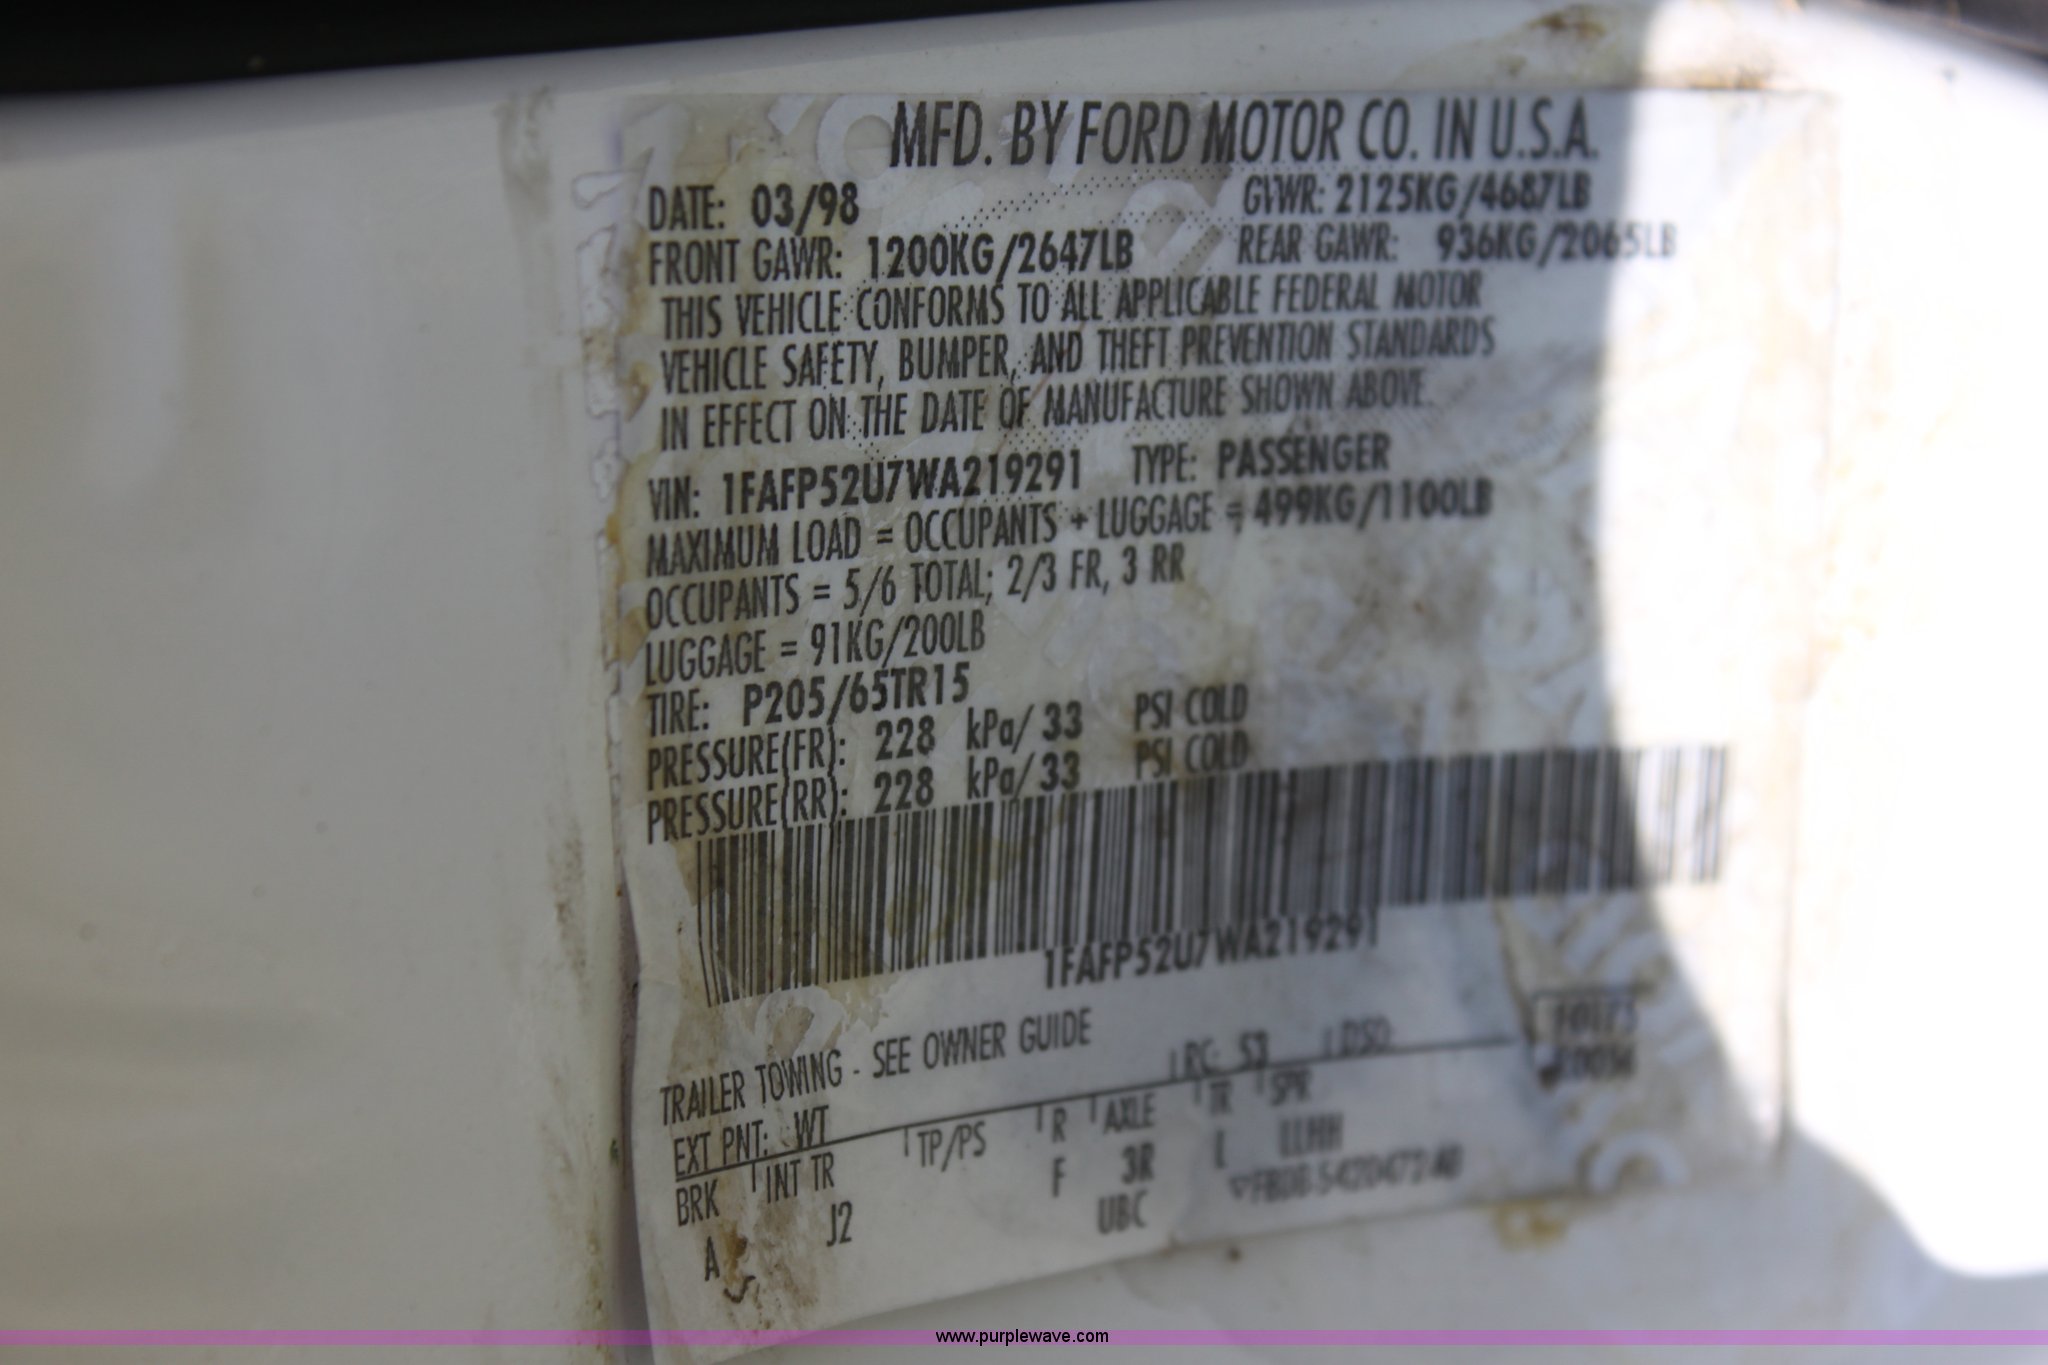 MFD. BY FORD MOTOR CO. IN U.S.A.
DATE: 03/98 GVWR: 2125KG/4687LB
FRONT GAWR: 1200KG/2647LB REAR GAWR: 936KG/2065LB
THIS VEHICLE CONFORMS TO ALL APPLICABLE FEDERAL MOTOR
VEHICLE SAFETY, BUMPER, AND THEFT PREVENTION STANDARDS
IN EFFECT ON THE DATE OF MANUFACTURE SHOWN ABOVE.
VIN: 1FAFP52U7WA219291 TYPE: PASSENGER
MAXIMUM LOAD = OCCUPANTS + LUGGAGE = 499KG/1100LB
OCCUPANTS = 5/6 TOTAL; 2/3 FR, 3 RR
LUGGAGE = 91KG/200LB
TIRE: P205/65TR15
PRESSURE(FR): 228 kPa/ 33 PSI COLD
PRESSURE(RR): 228 kPa/ 33 PSI COLD
1FAFP52U7WA219291
TRAILER TOWING - SEE OWNER GUIDE
EXT PNT: WT RC: 53 DSO:
BRK INT TR TP/PS R AXLE TR SPR
A J2 F 3R L LLHH
UBC
www.purplewave.com